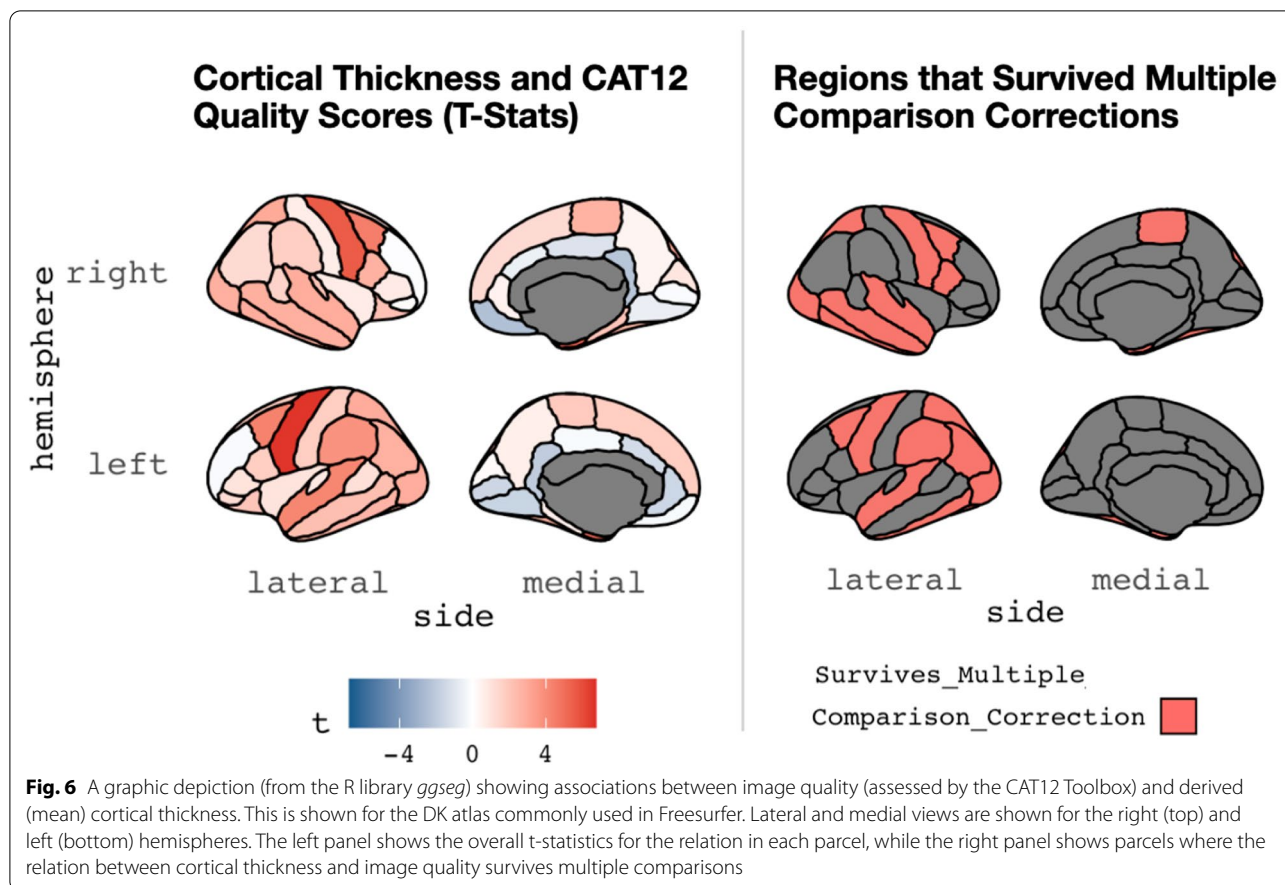 Cortical Thickness and CAT12
Quality Scores (T-Stats)
Regions that Survived Multiple
Comparison Corrections
hemisphere
right
left
lateral
medial
side
lateral
medial
side
t
−4
0
4
Survives_Multiple
Comparison_Correction
Fig. 6 A graphic depiction (from the R library ggseg) showing associations between image quality (assessed by the CAT12 Toolbox) and derived
(mean) cortical thickness. This is shown for the DK atlas commonly used in Freesurfer. Lateral and medial views are shown for the right (top) and
left (bottom) hemispheres. The left panel shows the overall t-statistics for the relation in each parcel, while the right panel shows parcels where the
relation between cortical thickness and image quality survives multiple comparisons